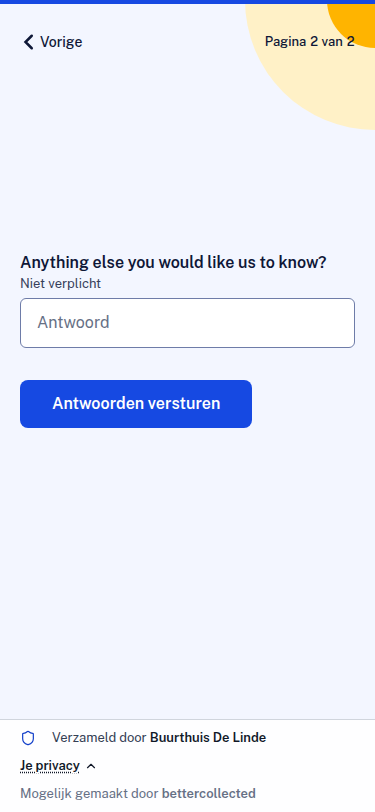 Vorige
Pagina 2 van 2
Anything else you would like us to know?
Niet verplicht
Antwoord
Antwoorden versturen
Verzameld door Buurthuis De Linde
Je privacy
Mogelijk gemaakt door bettercollected